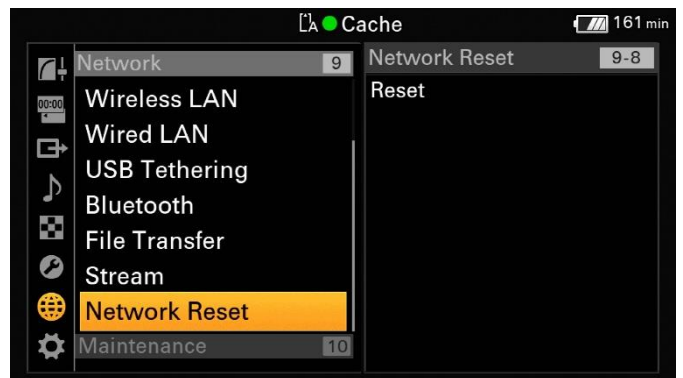 A Cache 161 min
Network 9
Network Reset 9-8
00:00
Wireless LAN
Reset
Wired LAN
USB Tethering
Bluetooth
File Transfer
Stream
Network Reset
Maintenance 10